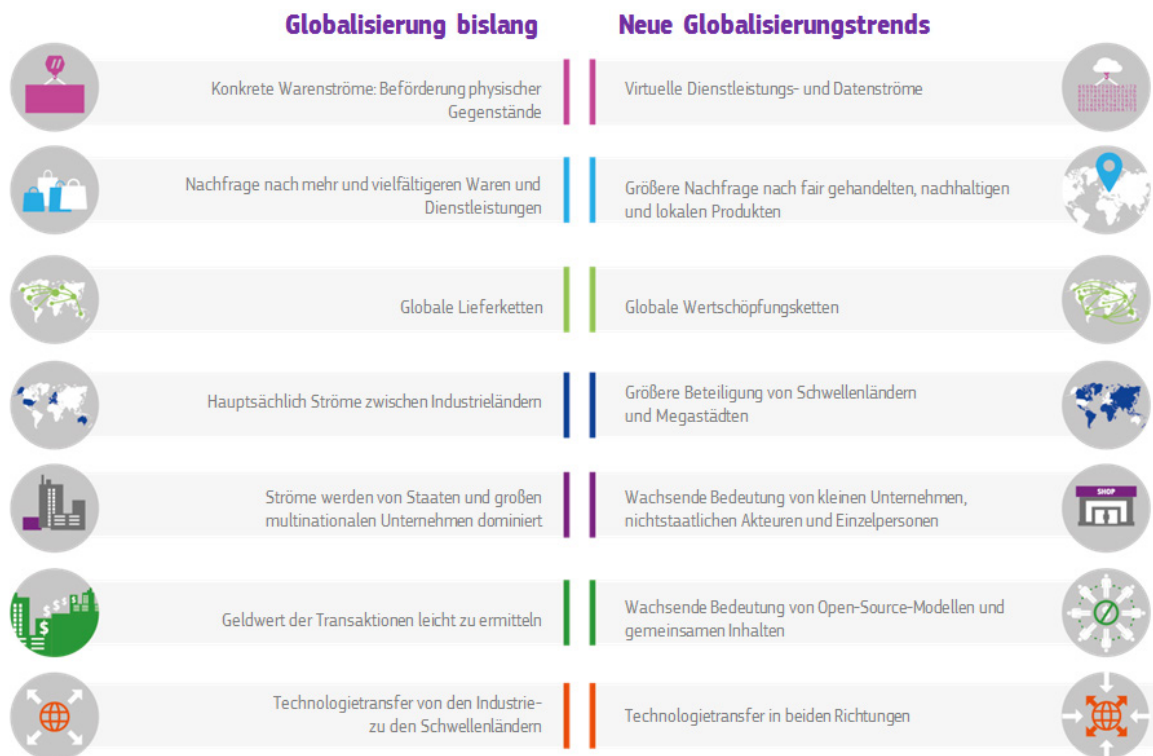 Globalisierung bislang
Neue Globalisierungstrends
Konkrete Warenströme: Beförderung physischer
Gegenstände
Virtuelle Dienstleistungs- und Datenströme
Nachfrage nach mehr und vielfältigeren Waren und
Dienstleistungen
Größere Nachfrage nach fair gehandelten, nachhaltigen
und lokalen Produkten
Globale Lieferketten
Globale Wertschöpfungsketten
Hauptsächlich Ströme zwischen Industrieländern
Größere Beteiligung von Schwellenländern
und Megastädten
Ströme werden von Staaten und großen
multinationalen Unternehmen dominiert
Wachsende Bedeutung von kleinen Unternehmen,
nichtstaatlichen Akteuren und Einzelpersonen
SHOP
$ $ $ $
Geldwert der Transaktionen leicht zu ermitteln
Wachsende Bedeutung von Open-Source-Modellen und
gemeinsamen Inhalten
Technologietransfer von den Industrie-
zu den Schwellenländern
Technologietransfer in beiden Richtungen